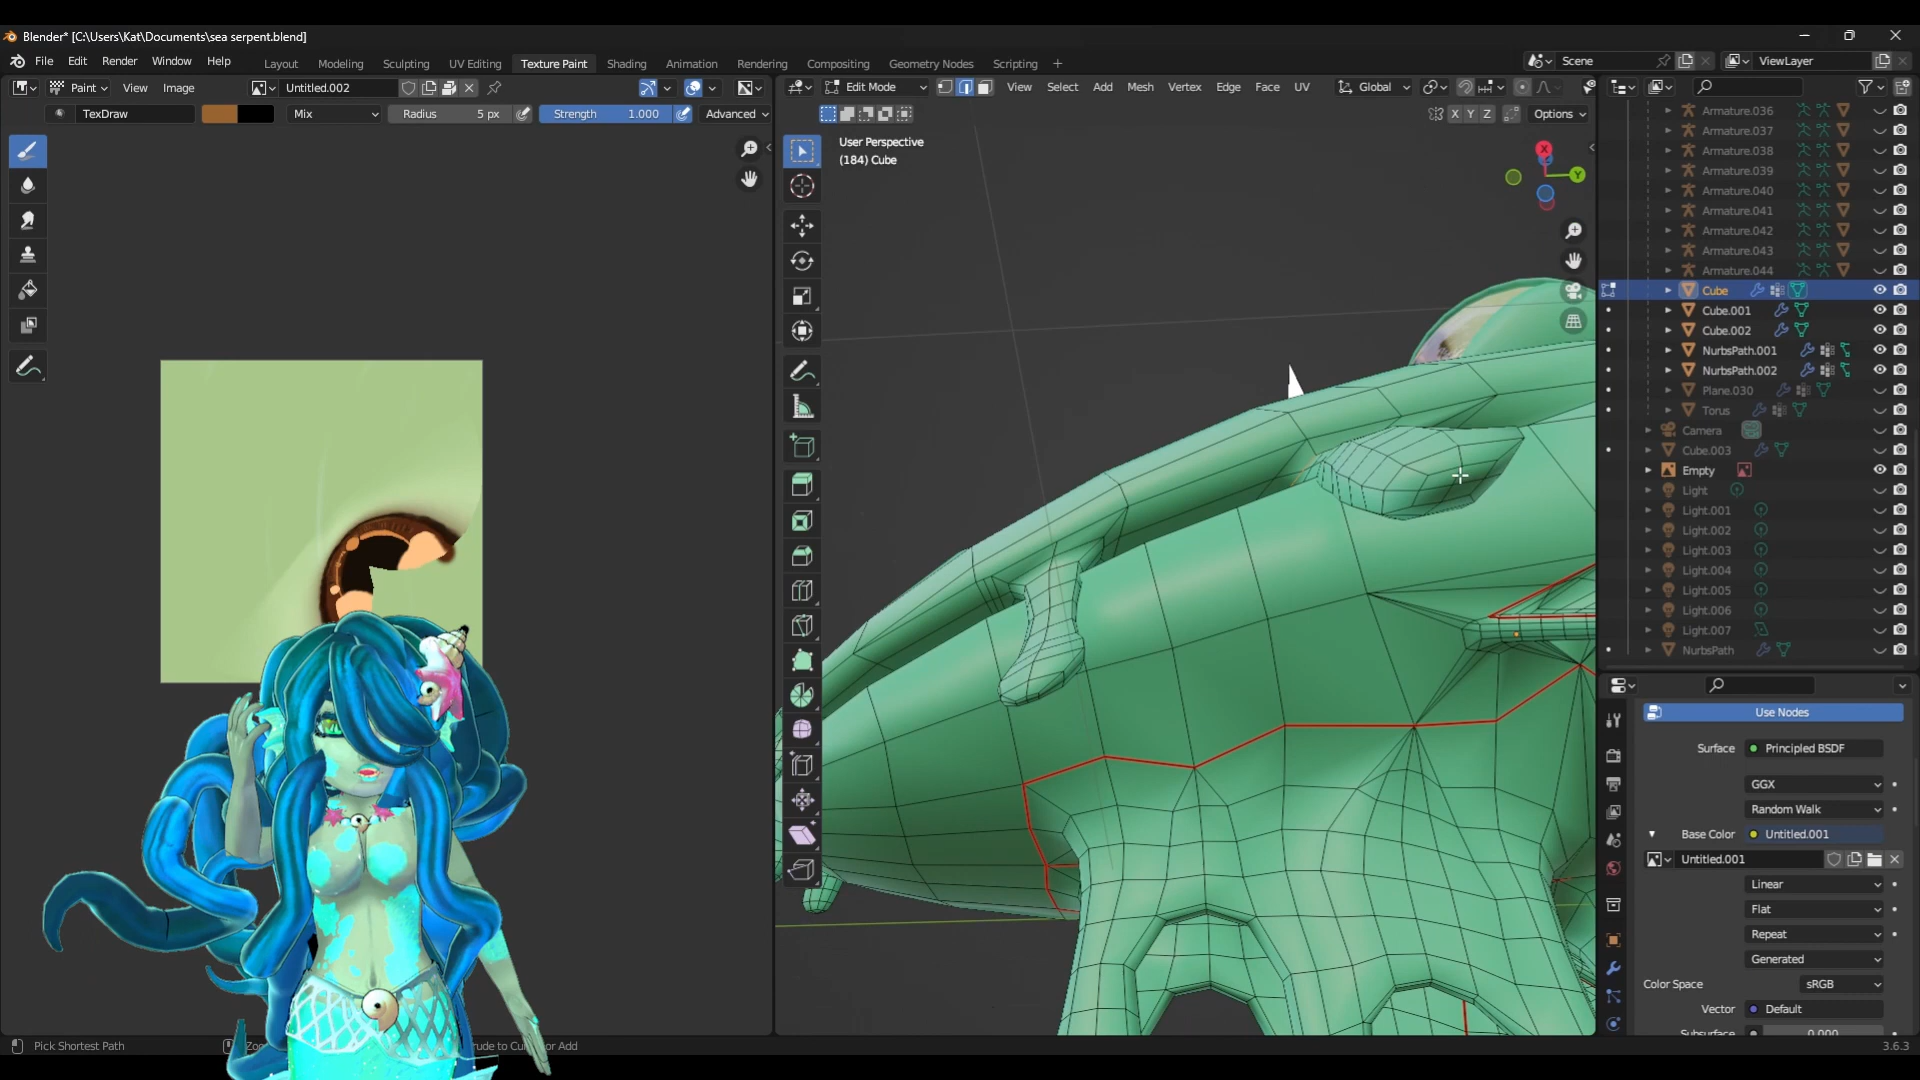 Blender* [C:\Users\Kat\Documents\sea serpent.blend]
File Edit Render Window Help
Layout Modeling Sculpting UV Editing Texture Paint Shading Animation Rendering Compositing Geometry Nodes Scripting +
Scene
ViewLayer
Paint View Image
Untitled.002
TexDraw
Mix
Radius 5 px
Strength 1.000
Advanced
Edit Mode
View Select Add Mesh Vertex Edge Face UV
Global
X Y Z
Options
User Perspective
(184) Cube
X
Y
Armature.036
Armature.037
Armature.038
Armature.039
Armature.040
Armature.041
Armature.042
Armature.043
Armature.044
Cube
Cube.001
Cube.002
NurbsPath.001
NurbsPath.002
Plane.030
Torus
Camera
Cube.003
Empty
Light
Light.001
Light.002
Light.003
Light.004
Light.005
Light.006
Light.007
NurbsPath
Use Nodes
Surface Principled BSDF
GGX
Random Walk
Base Color Untitled.001
Untitled.001
Linear
Flat
Repeat
Generated
Color Space sRGB
Vector Default
Subsurface 0.000
Pick Shortest Path
3.6.3